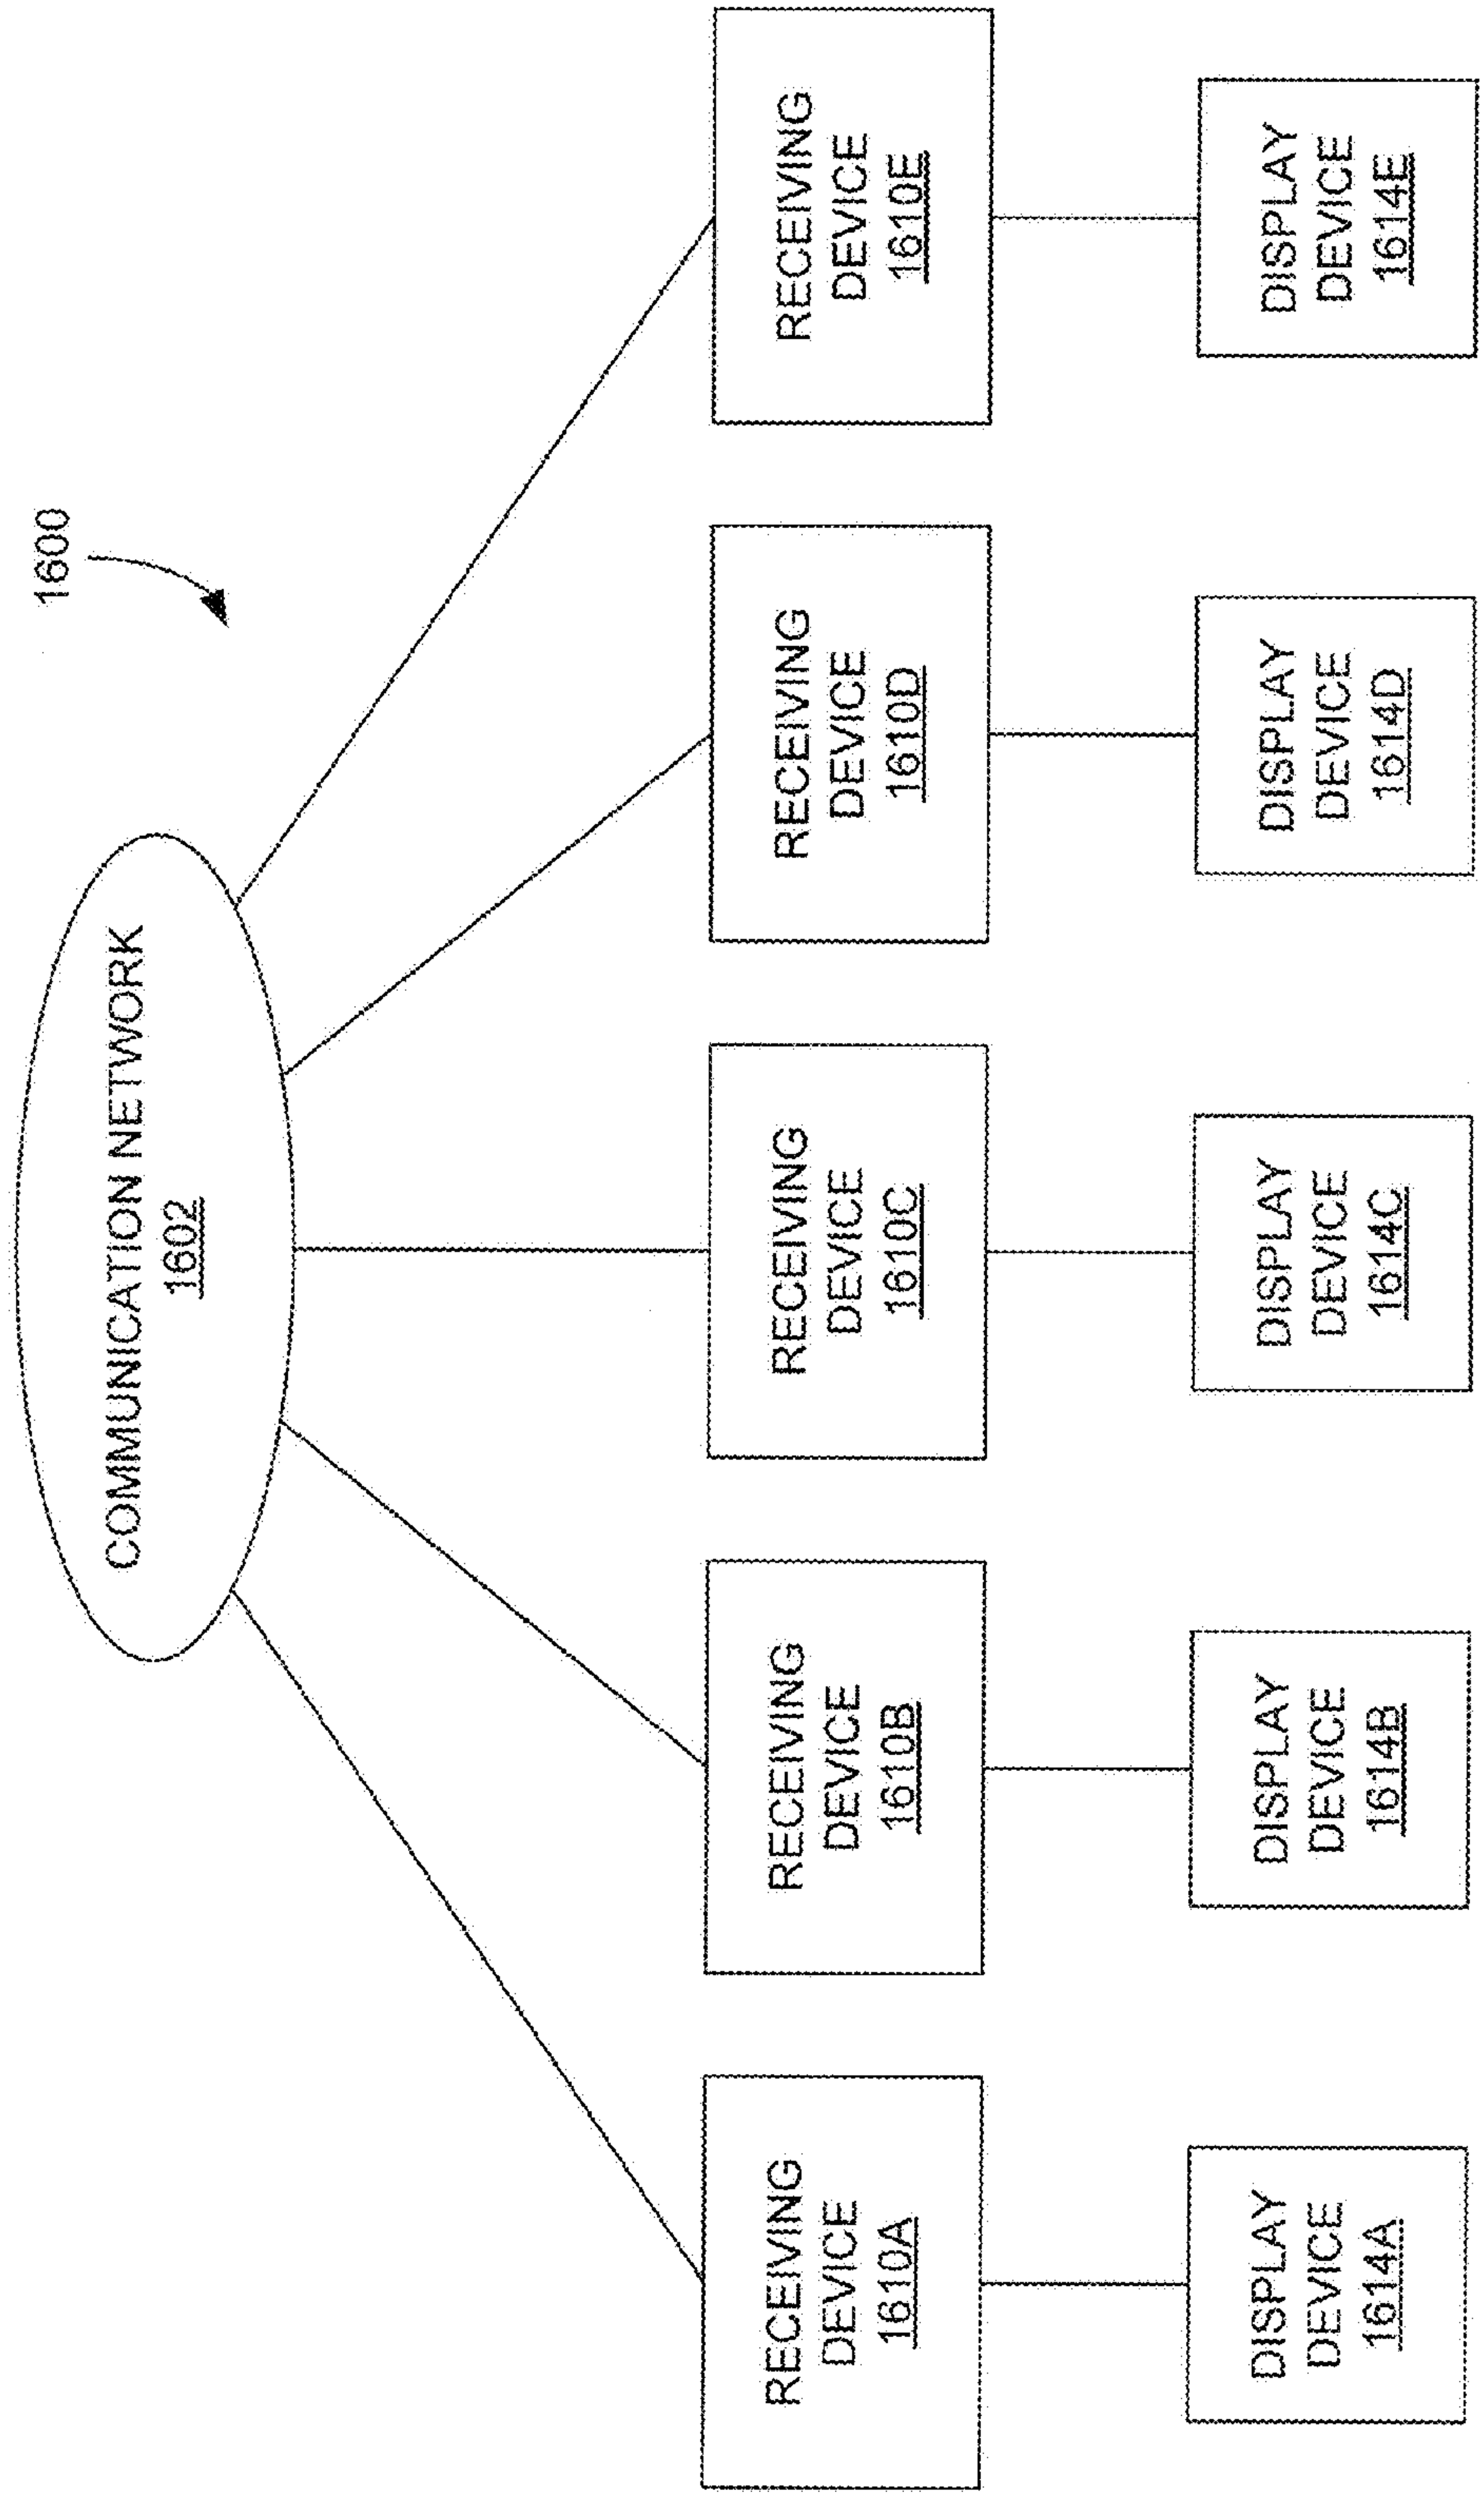 1600
COMMUNICATION NETWORK
1602
RECEIVING
DEVICE
1610A
RECEIVING
DEVICE
1610B
RECEIVING
DEVICE
1610C
RECEIVING
DEVICE
1610D
RECEIVING
DEVICE
1610E
DISPLAY
DEVICE
1614A
DISPLAY
DEVICE
1614B
DISPLAY
DEVICE
1614C
DISPLAY
DEVICE
1614D
DISPLAY
DEVICE
1614E